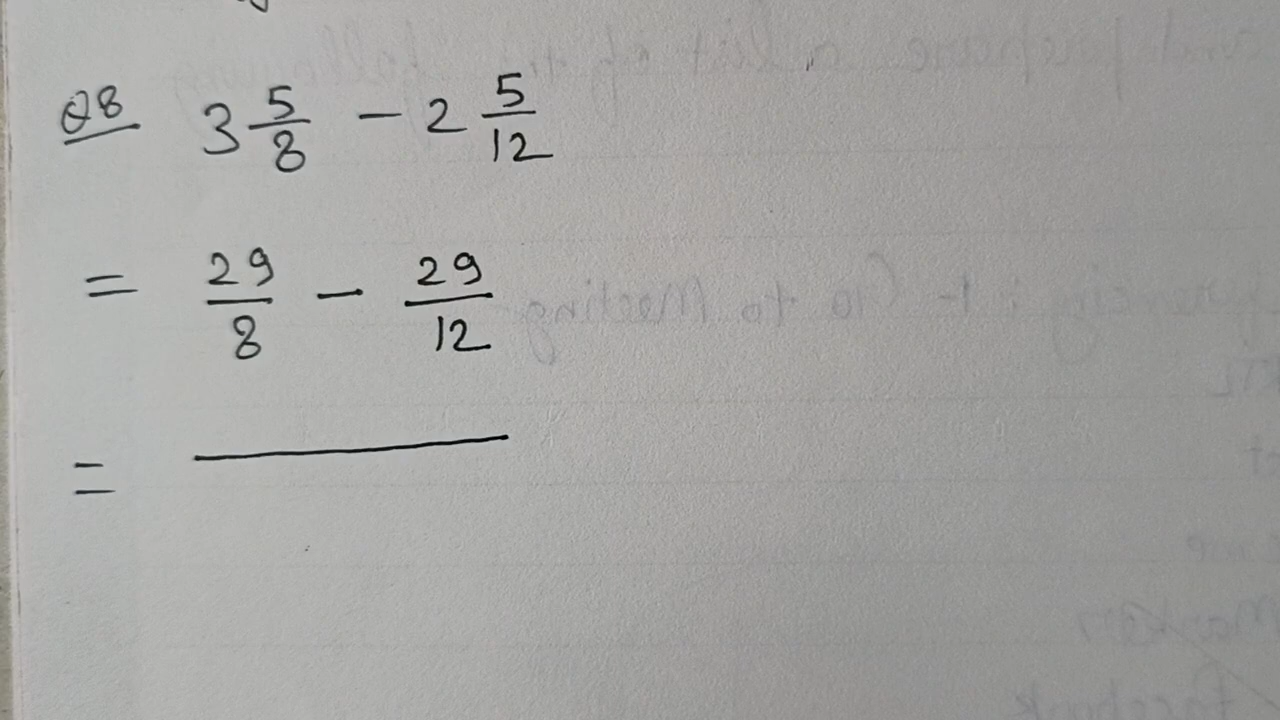 Q8 3 5/8 - 2 5/12
= 29/8 - 29/12
=